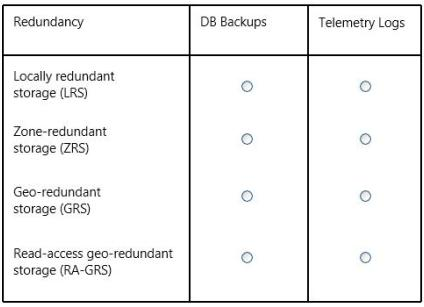 Redundancy DB Backups Telemetry Logs
Locally redundant
storage (LRS)
Zone-redundant
storage (ZRS)
Geo-redundant
storage (GRS)
Read-access geo-redundant
storage (RA-GRS)